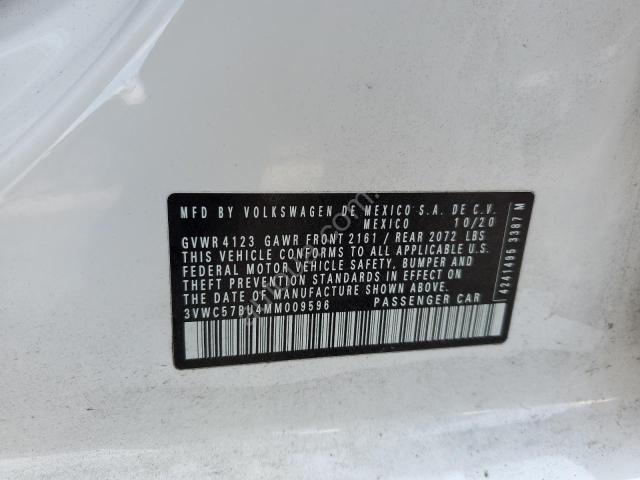 MFD BY VOLKSWAGEN DE MEXICO S.A. DE C.V.
MEXICO 10/20
GVWR 4123 GAWR FRONT 2161 / REAR 2072 LBS
THIS VEHICLE CONFORMS TO ALL APPLICABLE U.S.
FEDERAL MOTOR VEHICLE SAFETY, BUMPER AND
THEFT PREVENTION STANDARDS IN EFFECT ON
THE DATE OF MANUFACTURE SHOWN ABOVE.
3VWC57BU4MM009596 PASSENGER CAR
A241495 3387 M